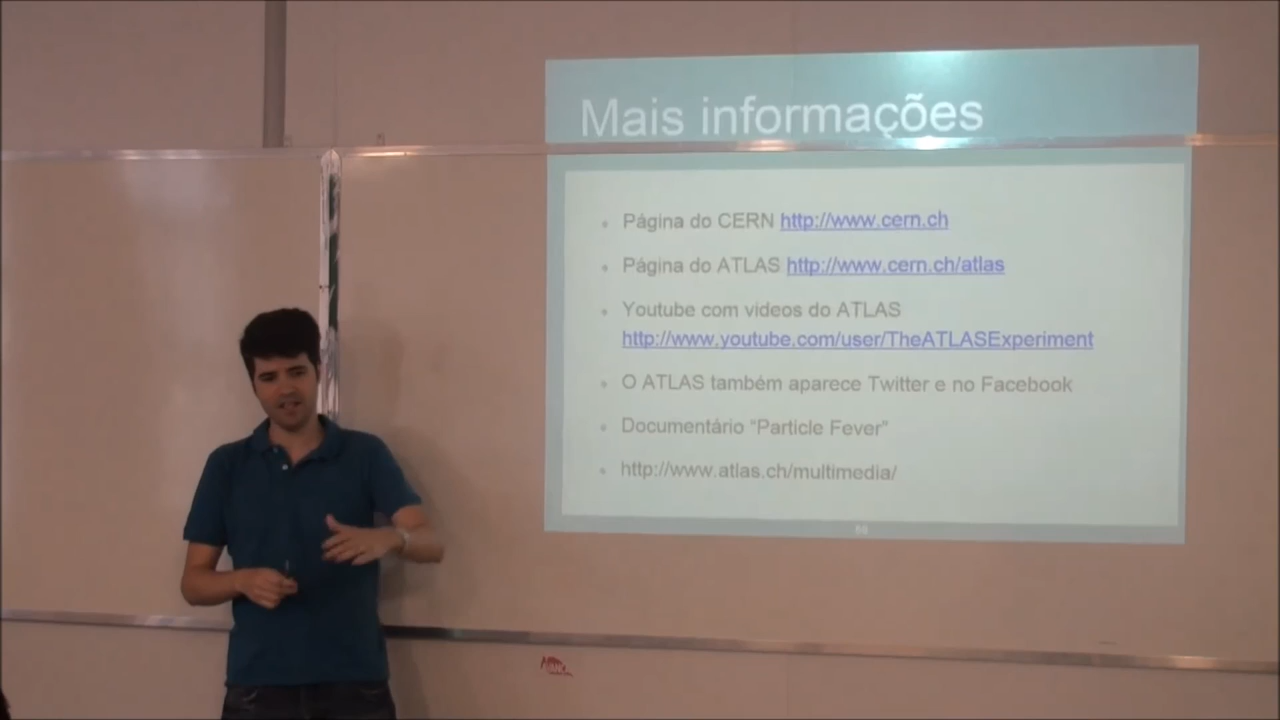 Mais informações
Página do CERN http://www.cern.ch
Página do ATLAS http://www.cern.ch/atlas
Youtube com videos do ATLAS
http://www.youtube.com/user/TheATLASExperiment
O ATLAS também aparece Twitter e no Facebook
Documentário “Particle Fever”
http://www.atlas.ch/multimedia/